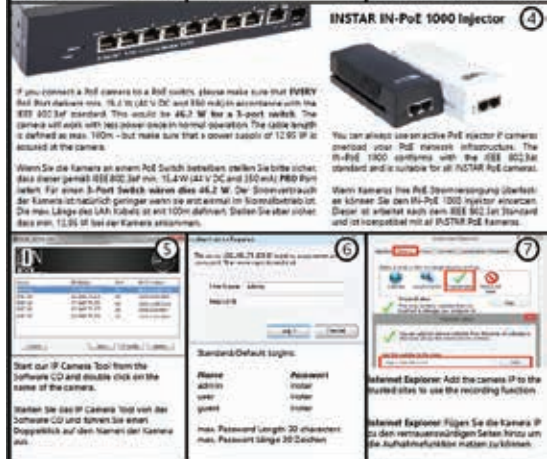 INSTAR IN-PoE 1000 Injector
4
If you connect a PoE camera to a PoE switch, please make sure that EVERY
PoE Port delivers min. 15,4 W (44 V DC and 350 mA) in accordance with the
IEEE 802.3af standard. This would be 46.2 W for a 3-port switch. The
camera will work with less power once in normal operation. The cable length
is defined as max. 100m - but make sure that a power supply of 12.95 W is
assured at the camera.
You can always use an active PoE injector if cameras
overload your PoE network infrastructure. The
IN-PoE 1000 conforms with the IEEE 802.3at
standard and is suitable for all INSTAR PoE cameras.
Wenn Sie die Kamera an einem PoE Switch betreiben, stellen Sie bitte sicher,
dass dieser gemäß IEEE 802.3af min. 15,4W (44 V DC and 350 mA) PRO Port
liefert. Für einen 3-Port Switch wären dies 46.2 W. Der Stromverbrauch
der Kamera ist natürlich geringer wenn sie erst einmal im Normalbetrieb ist.
Die max. Länge des LAN Kabels ist mit 100m definiert. Stellen Sie aber sicher,
dass min. 12,95 W bei der Kamera ankommen.
Wenn Kameras Ihre PoE Stromversorgung überlasten
können Sie den IN-PoE 1000 Injector einsetzen.
Dieser arbeitet nach dem IEEE 802.3at Standard
und ist kompatibel mit all INSTAR PoE Kameras.
5
Start our IP Camera Tool from the
Software CD and double click on the
name of the camera.
Starten Sie das IP Camera Tool von der
Software CD und führen Sie einen
Doppelklick auf den Namen der Kamera
aus.
6
Standard/Default Logins:
Name Password
admin instar
user instar
guest instar
max. Password Length 30 characters
max. Passwort Länge 30 Zeichen
7
Internet Explorer: Add the camera IP to the
trusted sites to use the recording function.
Internet Explorer: Fügen Sie die Kamera IP
zu den vertrauenswürdigen Seiten hinzu um
die Aufnahmefunktion nutzen zu können.